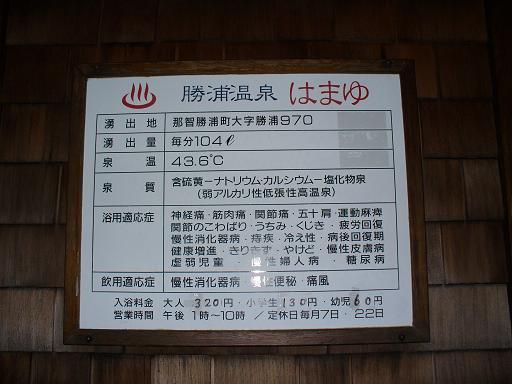 勝浦温泉 はまゆ
湧出地 那智勝浦町大字勝浦970
湧出量 毎分104ℓ
泉温 43.6℃
泉質 含硫黄ーナトリウム・カルシウムー塩化物泉
(弱アルカリ性低張性高温泉)
浴用適応症 神経痛・筋肉痛・関節痛・五十肩・運動麻痺
関節のこわばり・うちみ・くじき・疲労回復
慢性消化器病・痔疾・冷え性・病後回復期
健康増進・きりきず・やけど・慢性皮膚病
虚弱児童・慢性婦人病・糖尿病
飲用適応症 慢性消化器病・慢性便秘・痛風
入浴料金 大人320円・小学生130円・幼児60円
営業時間 午後1時〜10時/定休日毎月7日・22日